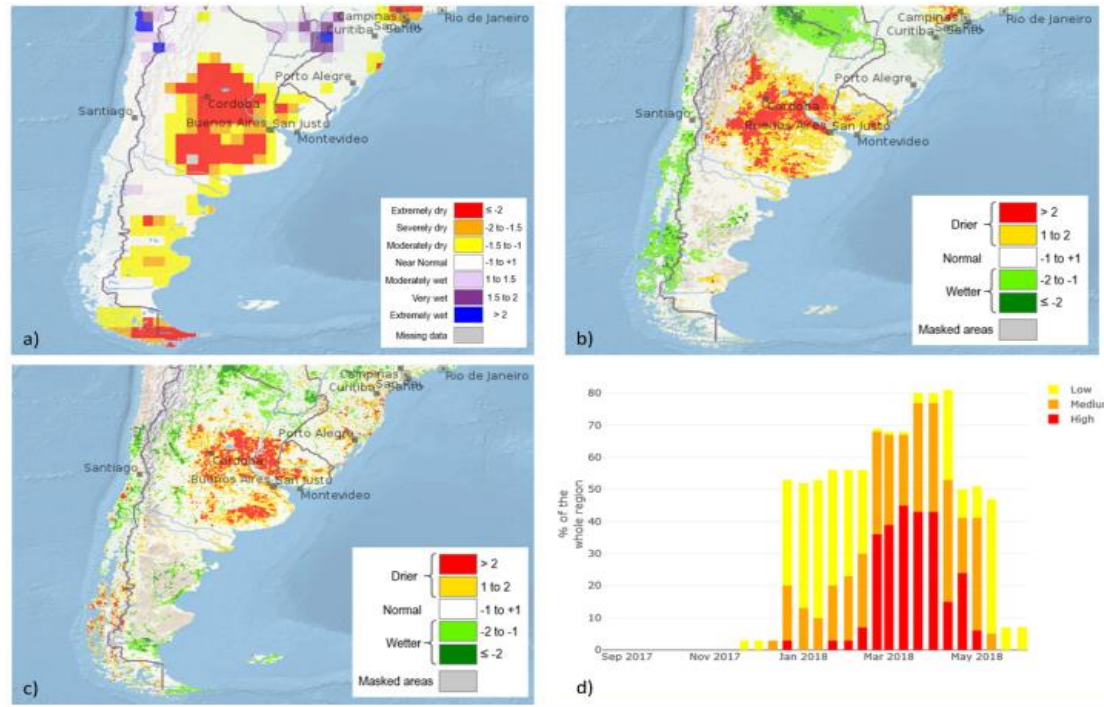 Campinas
Rio de Janeiro
Curitiba
Santo
Porto Alegre
Santiago
Cordoba
Buenos Aires
San Justo
Montevideo
Extremely dry ≤ -2
Severely dry -2 to -1.5
Moderately dry -1.5 to -1
Near Normal -1 to +1
Moderately wet 1 to 1.5
Very wet 1.5 to 2
Extremely wet > 2
Missing data
a)
Campinas
Rio de Janeiro
Curitiba
Santo
Porto Alegre
Santiago
Cordoba
Buenos Aires
San Justo
Montevideo
> 2
Drier
1 to 2
Normal -1 to +1
-2 to -1
Wetter
≤ -2
Masked areas
b)
Campinas
Rio de Janeiro
Curitiba
Santo
Porto Alegre
Santiago
Cordoba
Buenos Aires
San Justo
Montevideo
> 2
Drier
1 to 2
Normal -1 to +1
-2 to -1
Wetter
≤ -2
Masked areas
c)
Low
Medium
High
% of the
whole region
80
70
60
50
40
30
20
10
0
Sep 2017 Nov 2017 Jan 2018 Mar 2018 May 2018
d)